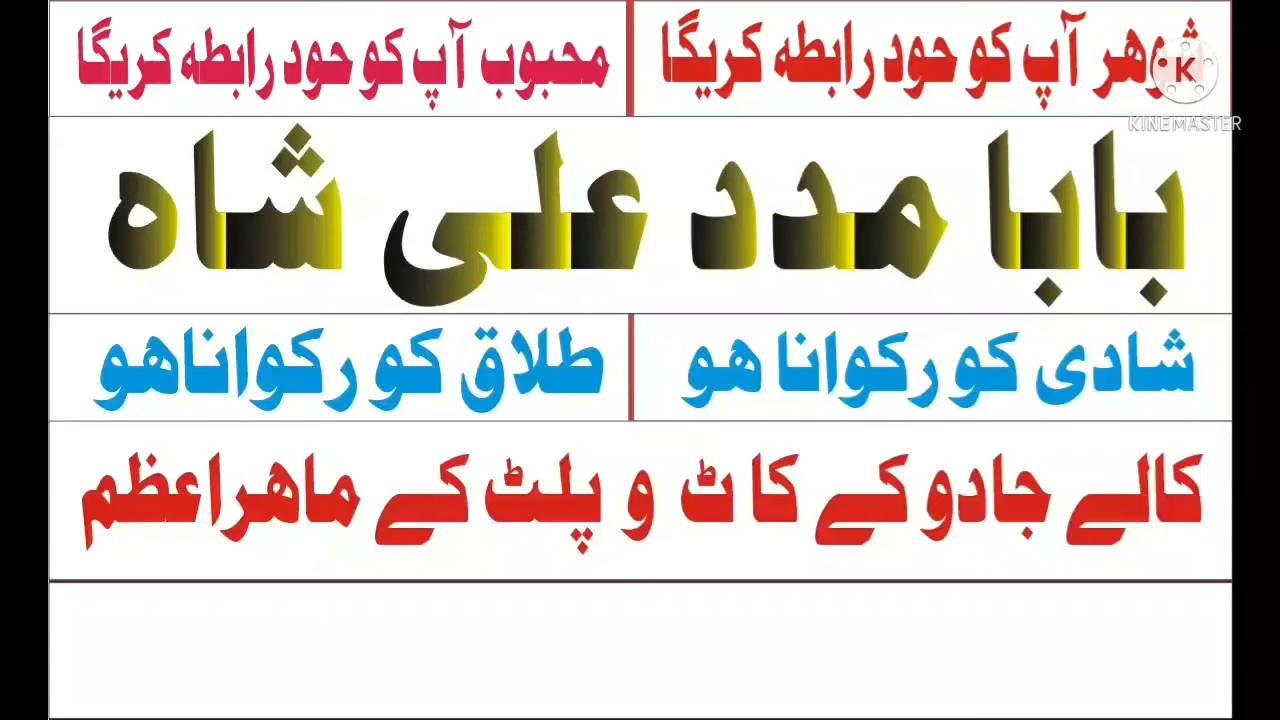 شوھر آپ کو حود رابطہ کریگا
محبوب آپ کو حود رابطہ کریگا
K
KINEMASTER
بابا مدد علی شاہ
شادی کو رکوانا ھو
طلاق کو رکواناھو
کالے جادو کے کاٹ و پلٹ کے ماھراعظم